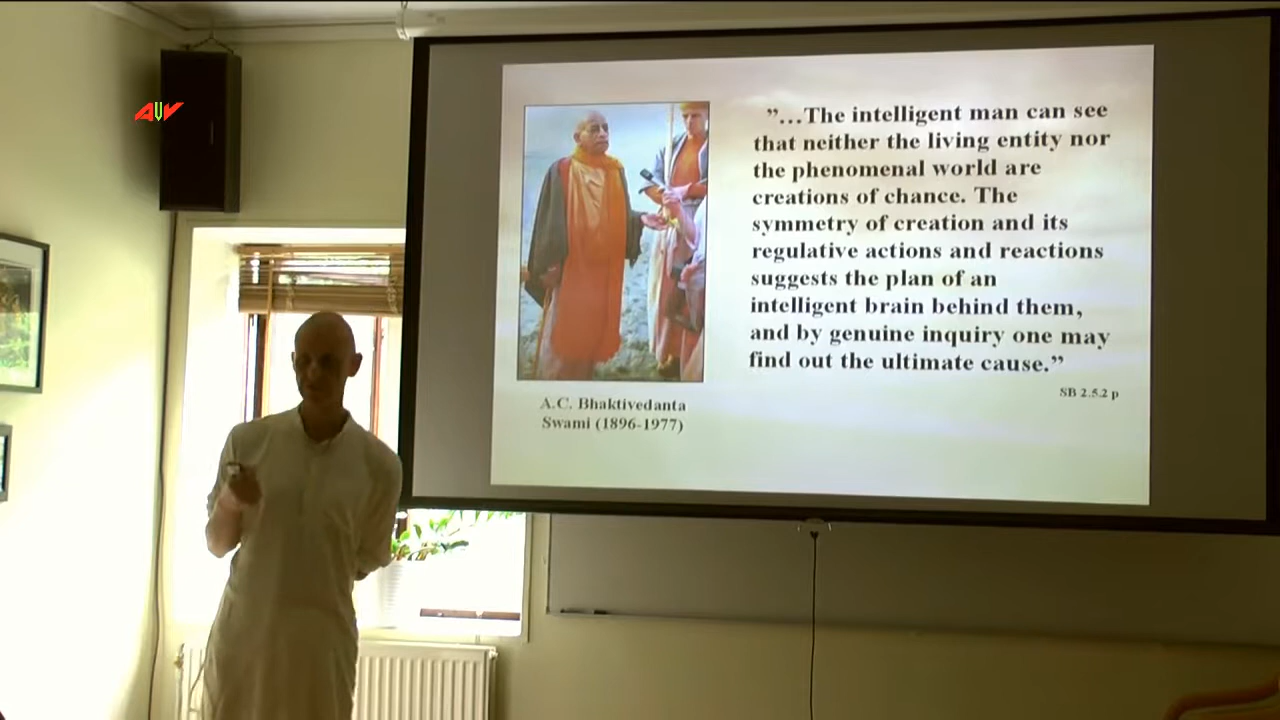 AVV
”…The intelligent man can see
that neither the living entity nor
the phenomenal world are
creations of chance. The
symmetry of creation and its
regulative actions and reactions
suggests the plan of an
intelligent brain behind them,
and by genuine inquiry one may
find out the ultimate cause.”
SB 2.5.2 p
A.C. Bhaktivedanta
Swami (1896-1977)